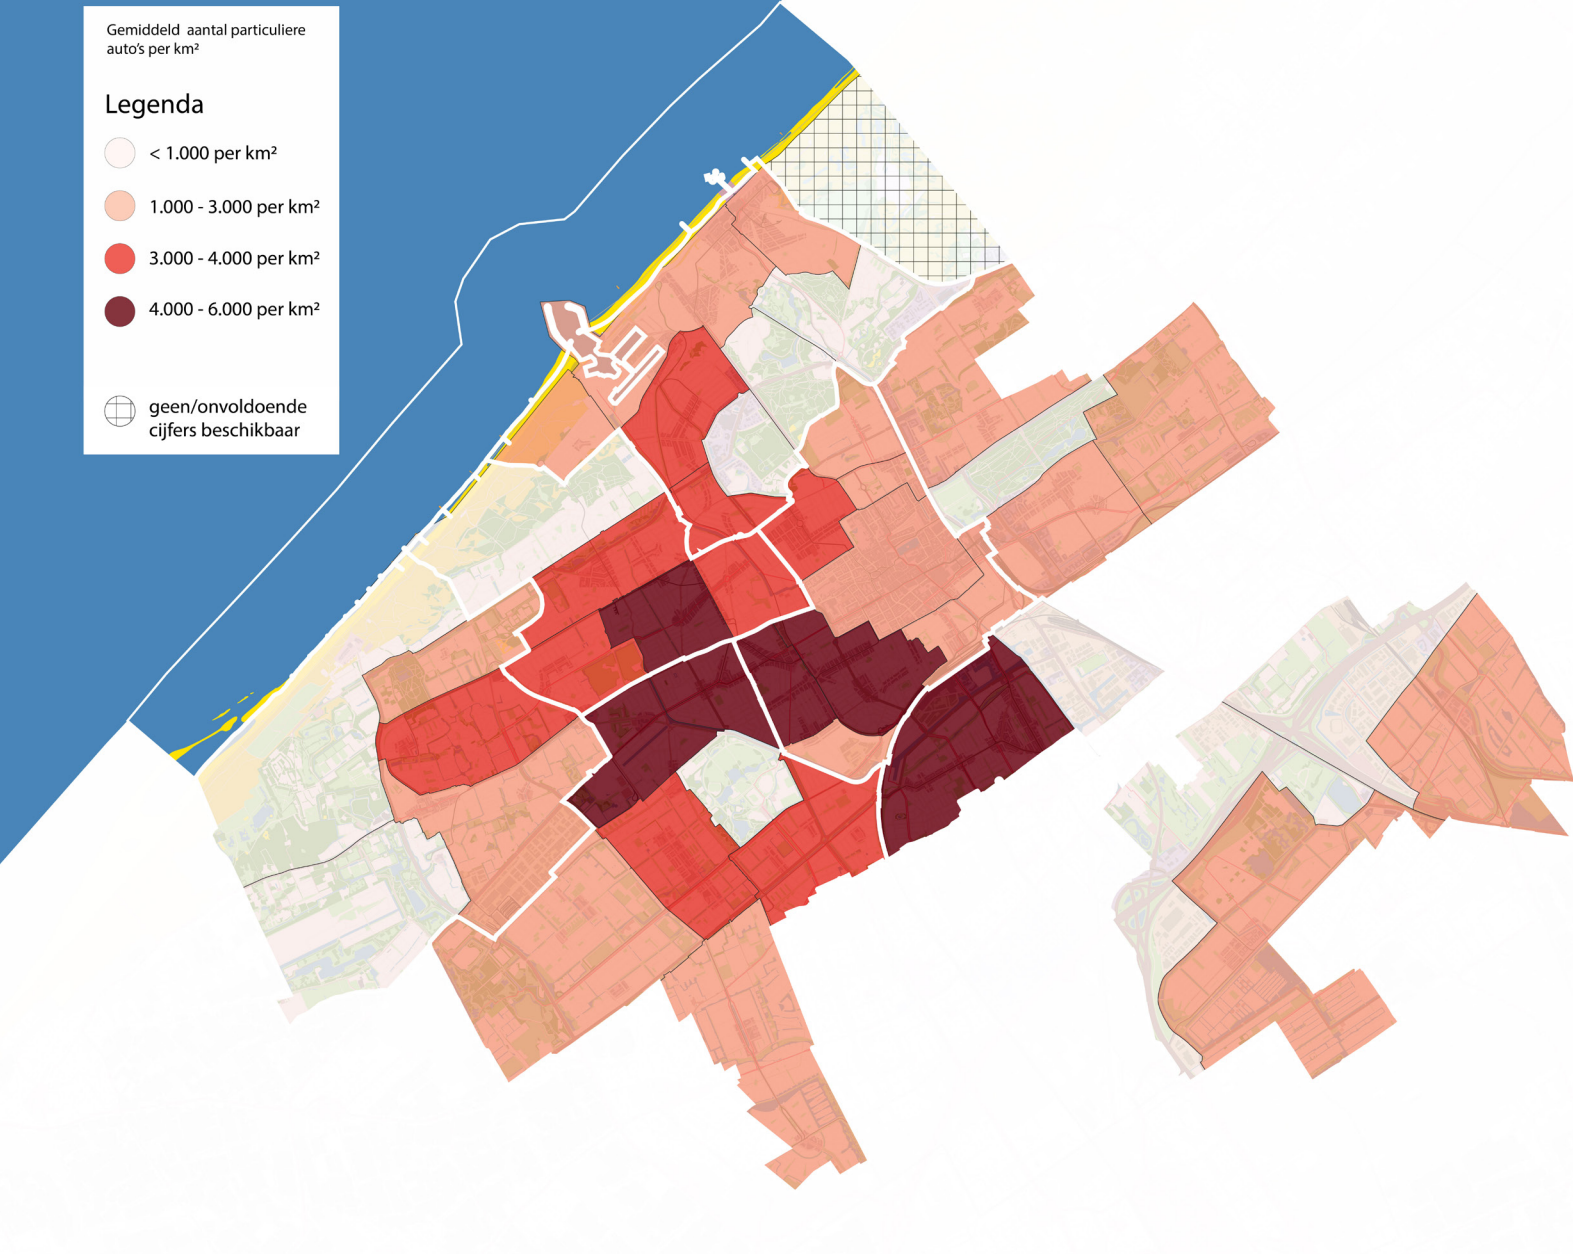 Gemiddeld aantal particuliere
auto's per km²
Legenda
< 1.000 per km²
1.000 - 3.000 per km²
3.000 - 4.000 per km²
4.000 - 6.000 per km²
geen/onvoldoende
cijfers beschikbaar